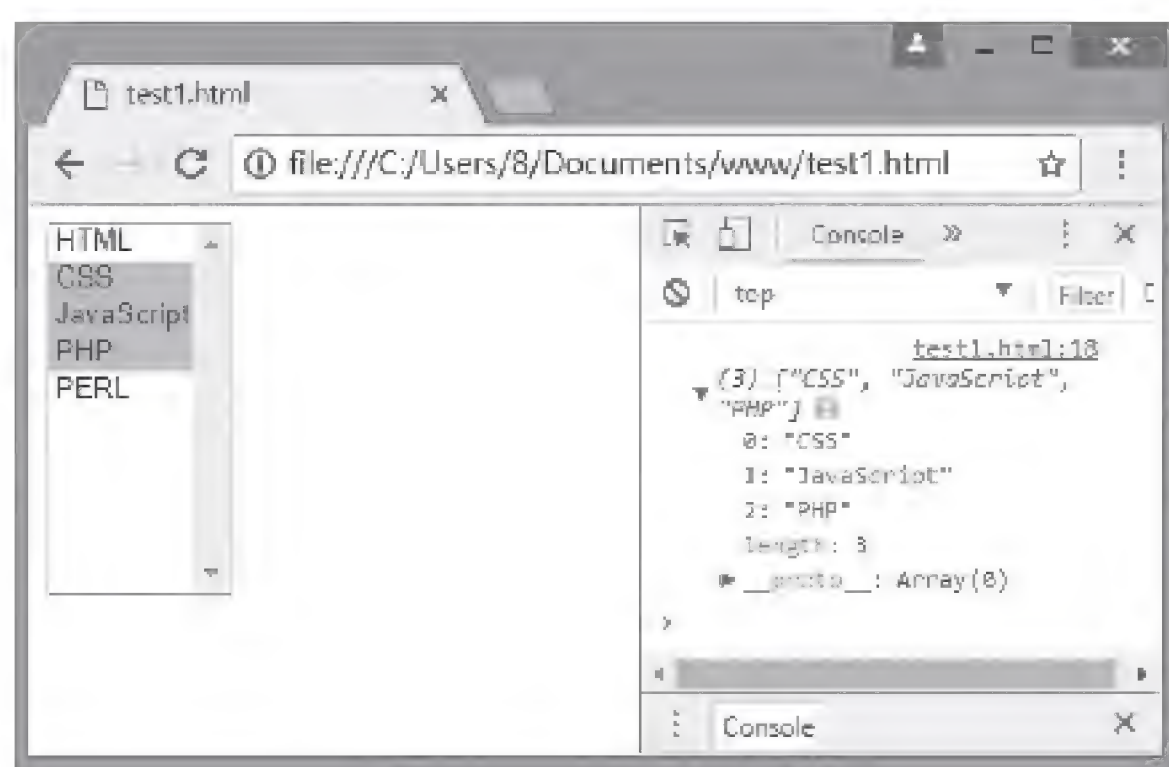 test1.html
file:///C:/Users/8/Documents/www/test1.html
HTML
CSS
JavaScript
PHP
PERL
Console
top
Filter
test1.html:18
(3) ["CSS", "JavaScript",
"PHP"]
0: "CSS"
1: "JavaScript"
2: "PHP"
length: 3
__proto__: Array(0)
Console